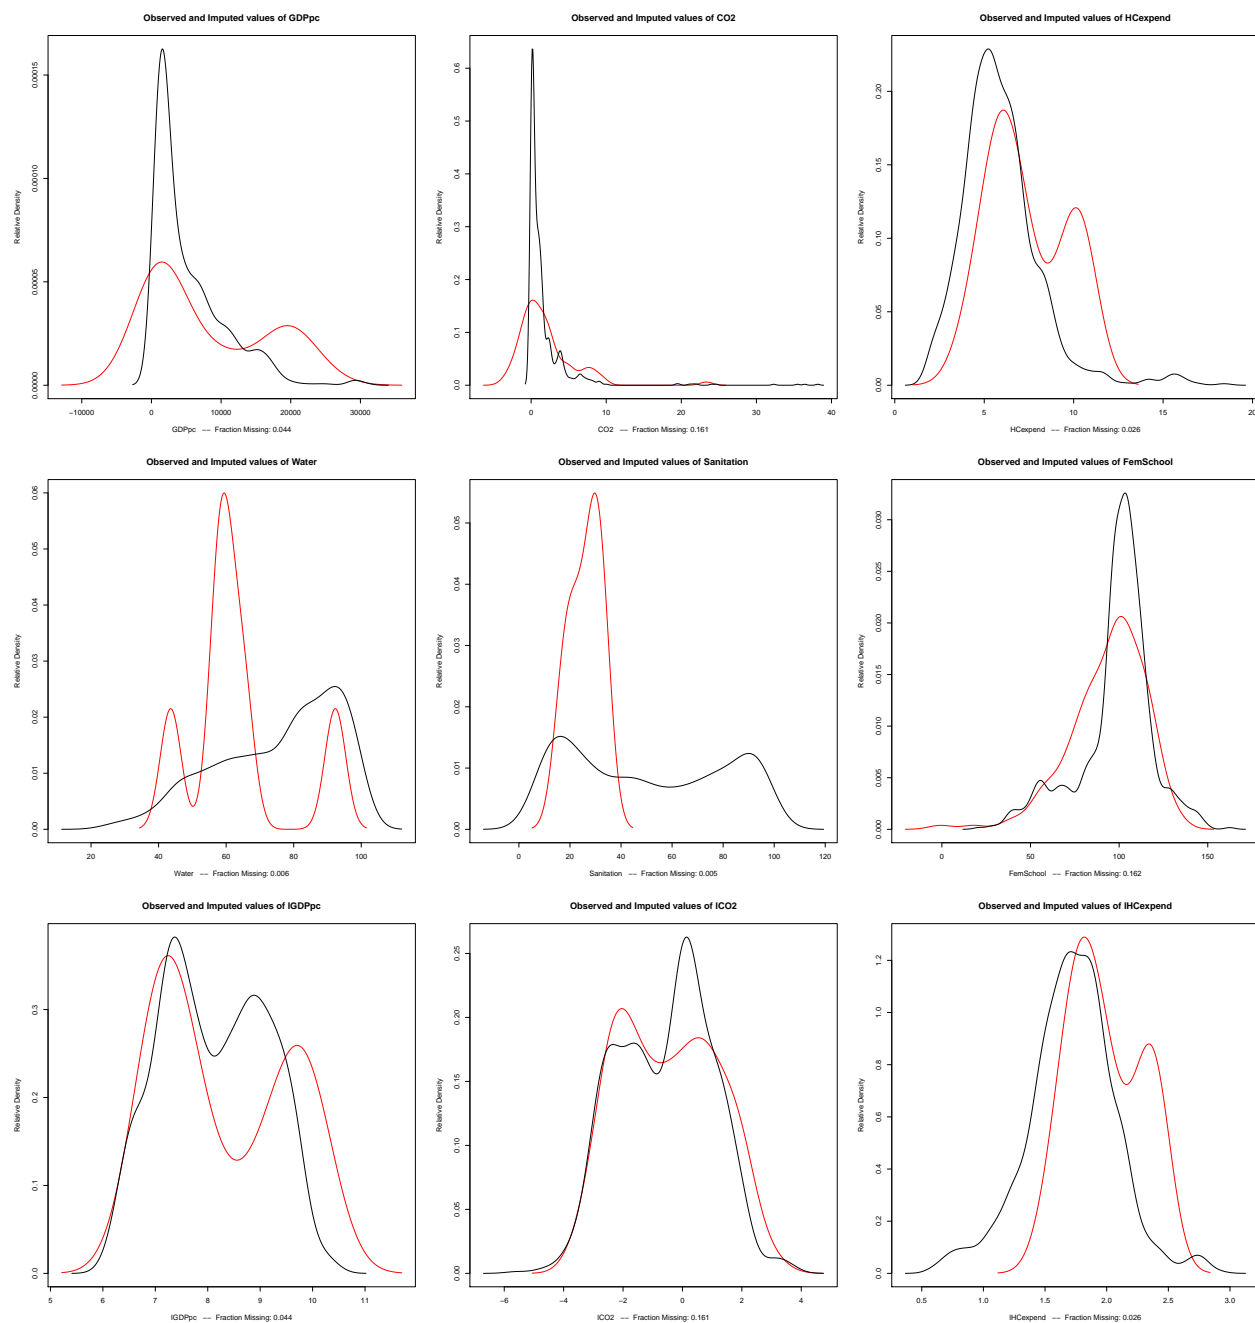 Observed and Imputed values of GDPpc
Relative Density
0.00000 0.00005 0.00010 0.00015
−10000 0 10000 20000 30000
GDPpc −− Fraction Missing: 0.044
Observed and Imputed values of CO2
Relative Density
0.0 0.1 0.2 0.3 0.4 0.5 0.6
0 10 20 30 40
CO2 −− Fraction Missing: 0.161
Observed and Imputed values of HCexpend
Relative Density
0.00 0.05 0.10 0.15 0.20
0 5 10 15 20
HCexpend −− Fraction Missing: 0.026
Observed and Imputed values of Water
Relative Density
0.00 0.01 0.02 0.03 0.04 0.05 0.06
20 40 60 80 100
Water −− Fraction Missing: 0.006
Observed and Imputed values of Sanitation
Relative Density
0.00 0.01 0.02 0.03 0.04 0.05
0 20 40 60 80 100 120
Sanitation −− Fraction Missing: 0.005
Observed and Imputed values of FemSchool
Relative Density
0.000 0.005 0.010 0.015 0.020 0.025 0.030
0 50 100 150
FemSchool −− Fraction Missing: 0.162
Observed and Imputed values of lGDPpc
Relative Density
0.0 0.1 0.2 0.3
5 6 7 8 9 10 11
lGDPpc −− Fraction Missing: 0.044
Observed and Imputed values of lCO2
Relative Density
0.00 0.05 0.10 0.15 0.20 0.25
−6 −4 −2 0 2 4
lCO2 −− Fraction Missing: 0.161
Observed and Imputed values of lHCexpend
Relative Density
0.0 0.2 0.4 0.6 0.8 1.0 1.2
0.5 1.0 1.5 2.0 2.5 3.0
lHCexpend −− Fraction Missing: 0.026